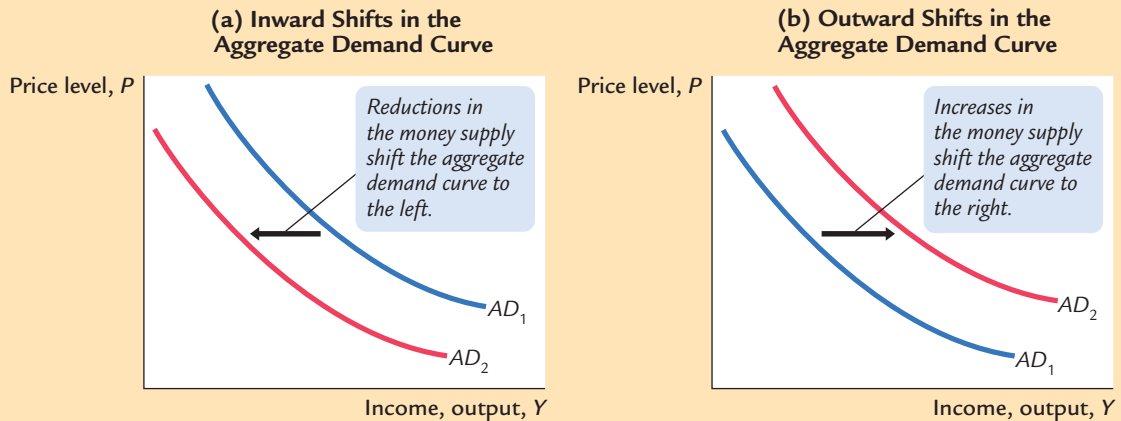 (a) Inward Shifts in the
Aggregate Demand Curve
Price level, P
Reductions in
the money supply
shift the aggregate
demand curve to
the left.
AD₁
AD₂
Income, output, Y
(b) Outward Shifts in the
Aggregate Demand Curve
Price level, P
Increases in
the money supply
shift the aggregate
demand curve to
the right.
AD₂
AD₁
Income, output, Y